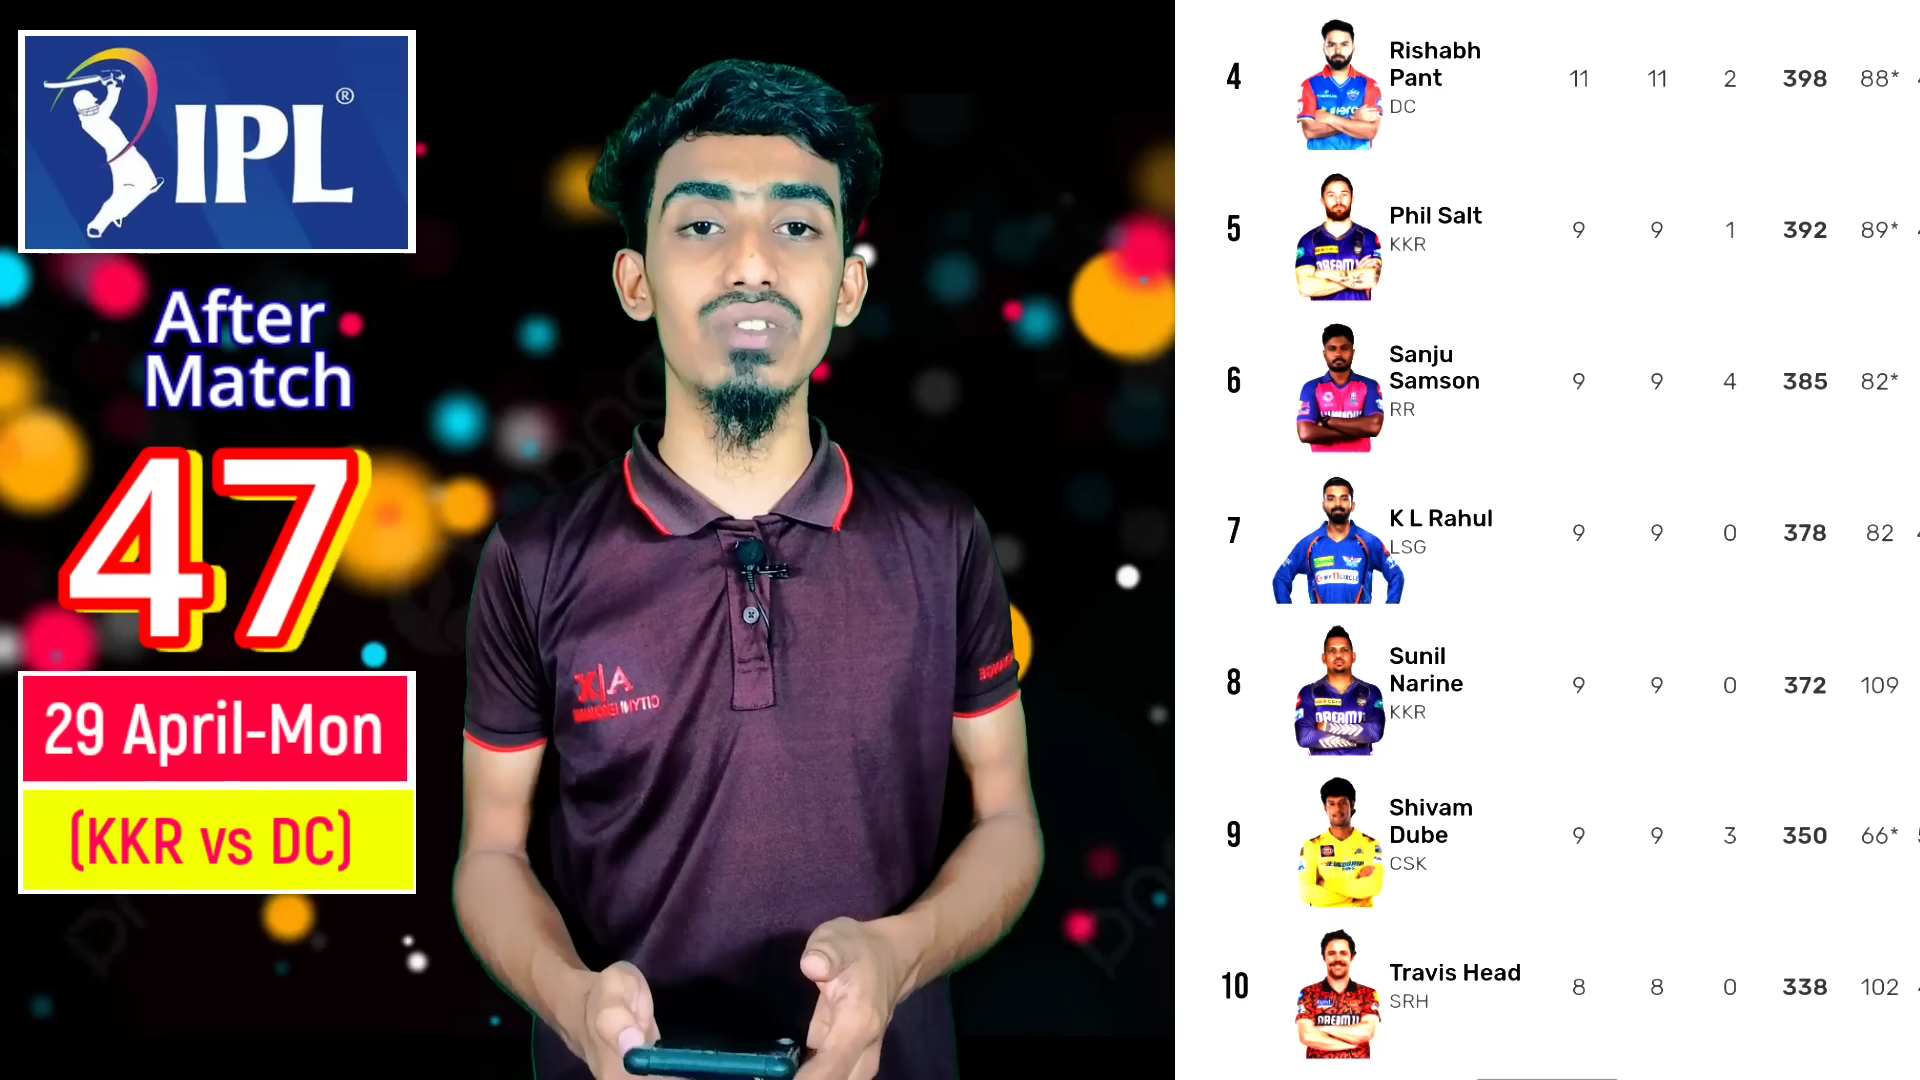 IPL
®
After
Match
47
29 April-Mon
(KKR vs DC)
A|X
4
Rishabh
Pant
DC
11 11 2 398 88*
5
Phil Salt
KKR
9 9 1 392 89*
6
Sanju
Samson
RR
9 9 4 385 82*
7
K L Rahul
LSG
9 9 0 378 82
8
Sunil
Narine
KKR
9 9 0 372 109
DREAM11
9
Shivam
Dube
CSK
9 9 3 350 66*
10
Travis Head
SRH
8 8 0 338 102
DREAM11